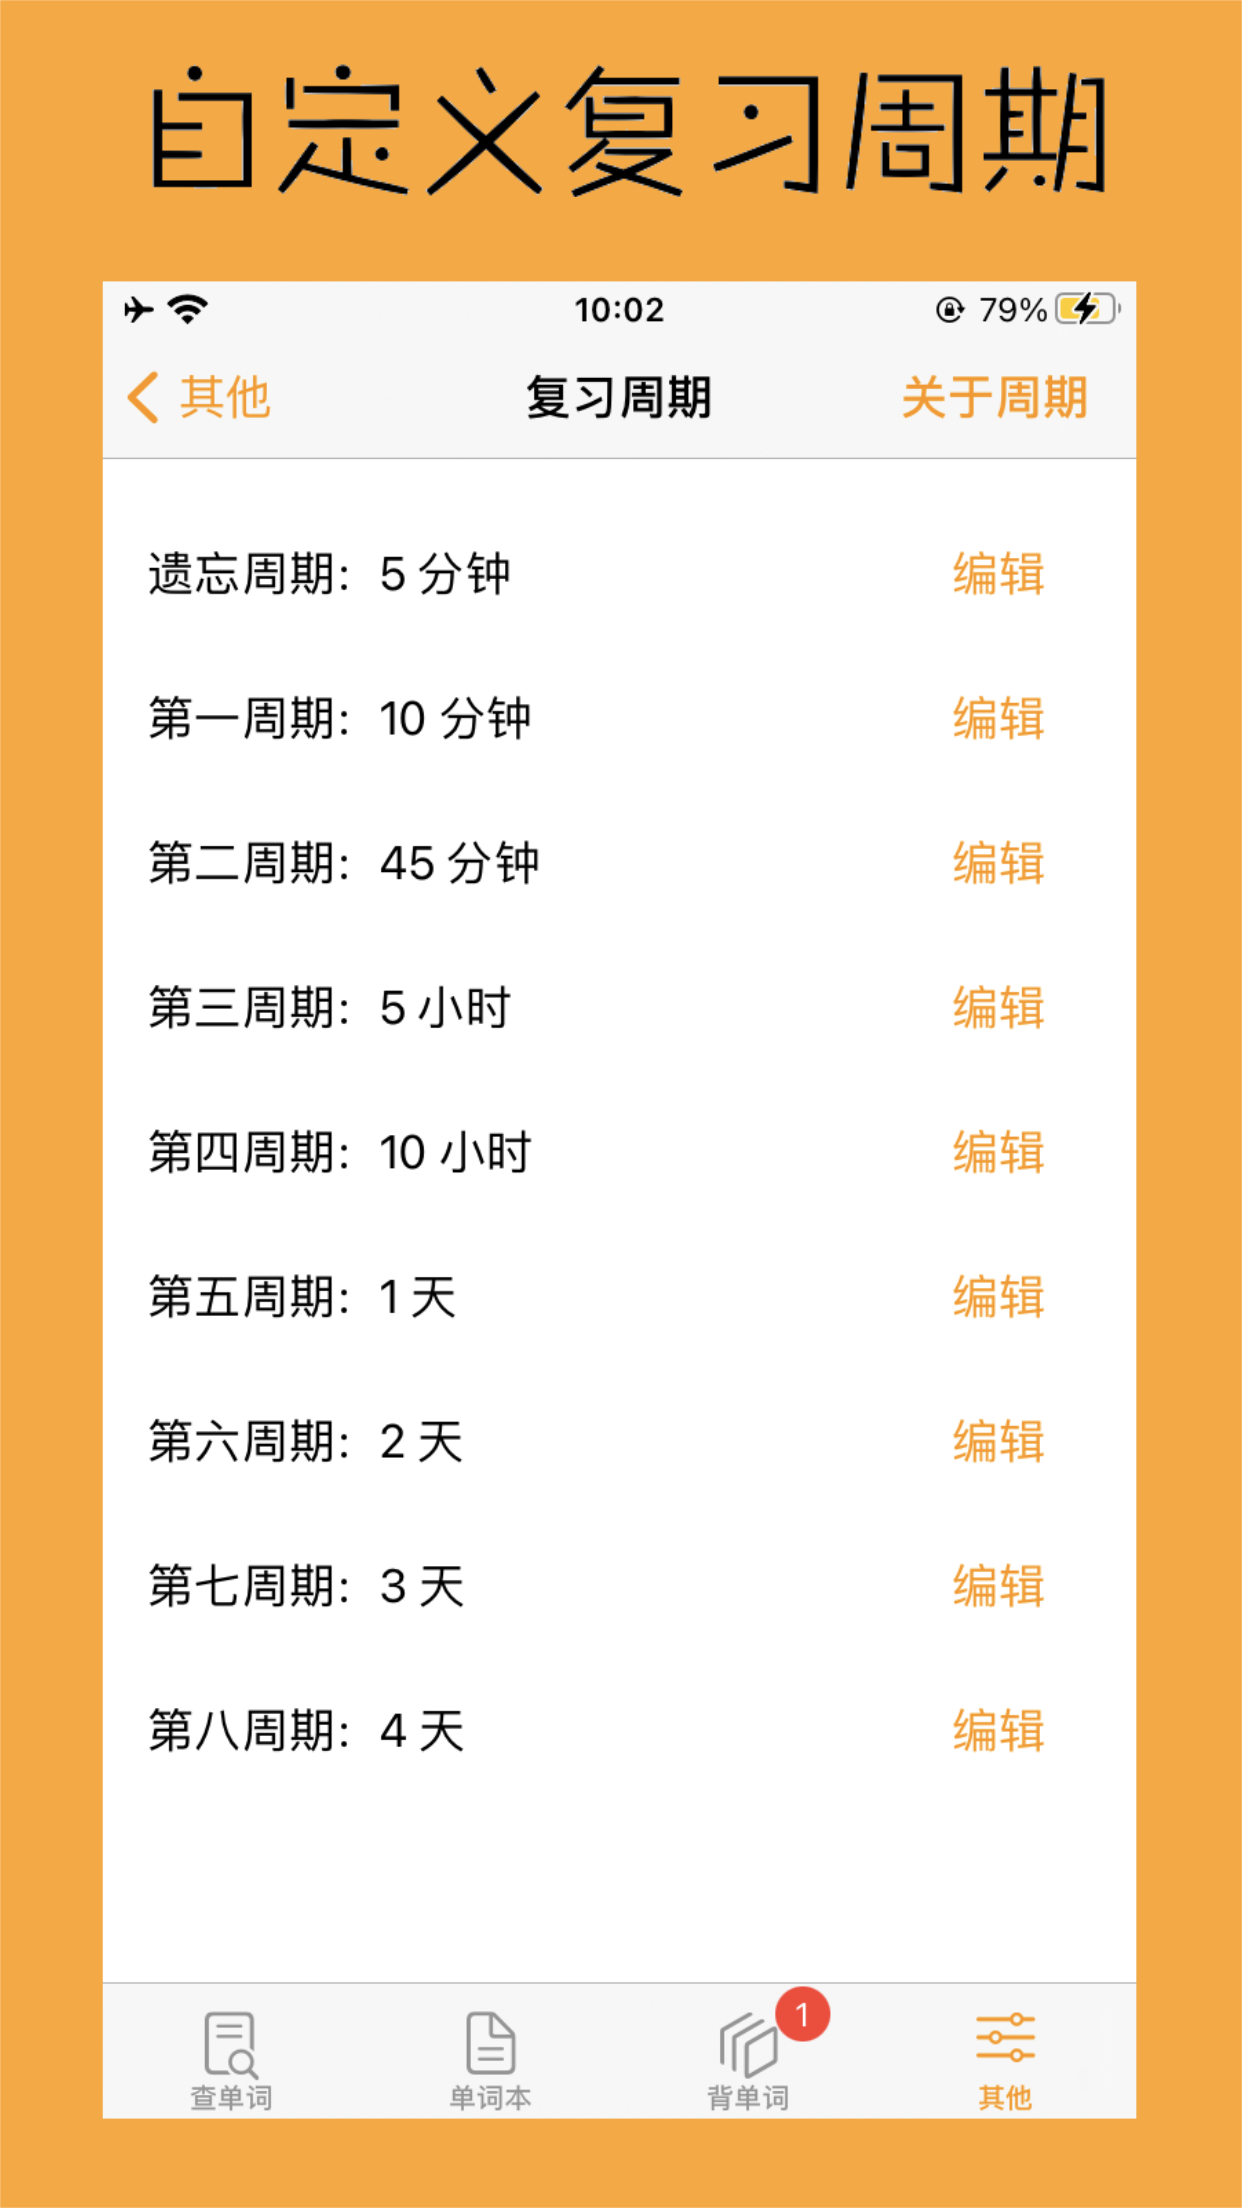 自定义复习周期
10:02 79%
其他 复习周期 关于周期
遗忘周期: 5 分钟 编辑
第一周期: 10 分钟 编辑
第二周期: 45 分钟 编辑
第三周期: 5 小时 编辑
第四周期: 10 小时 编辑
第五周期: 1 天 编辑
第六周期: 2 天 编辑
第七周期: 3 天 编辑
第八周期: 4 天 编辑
1
查单词 单词本 背单词 其他